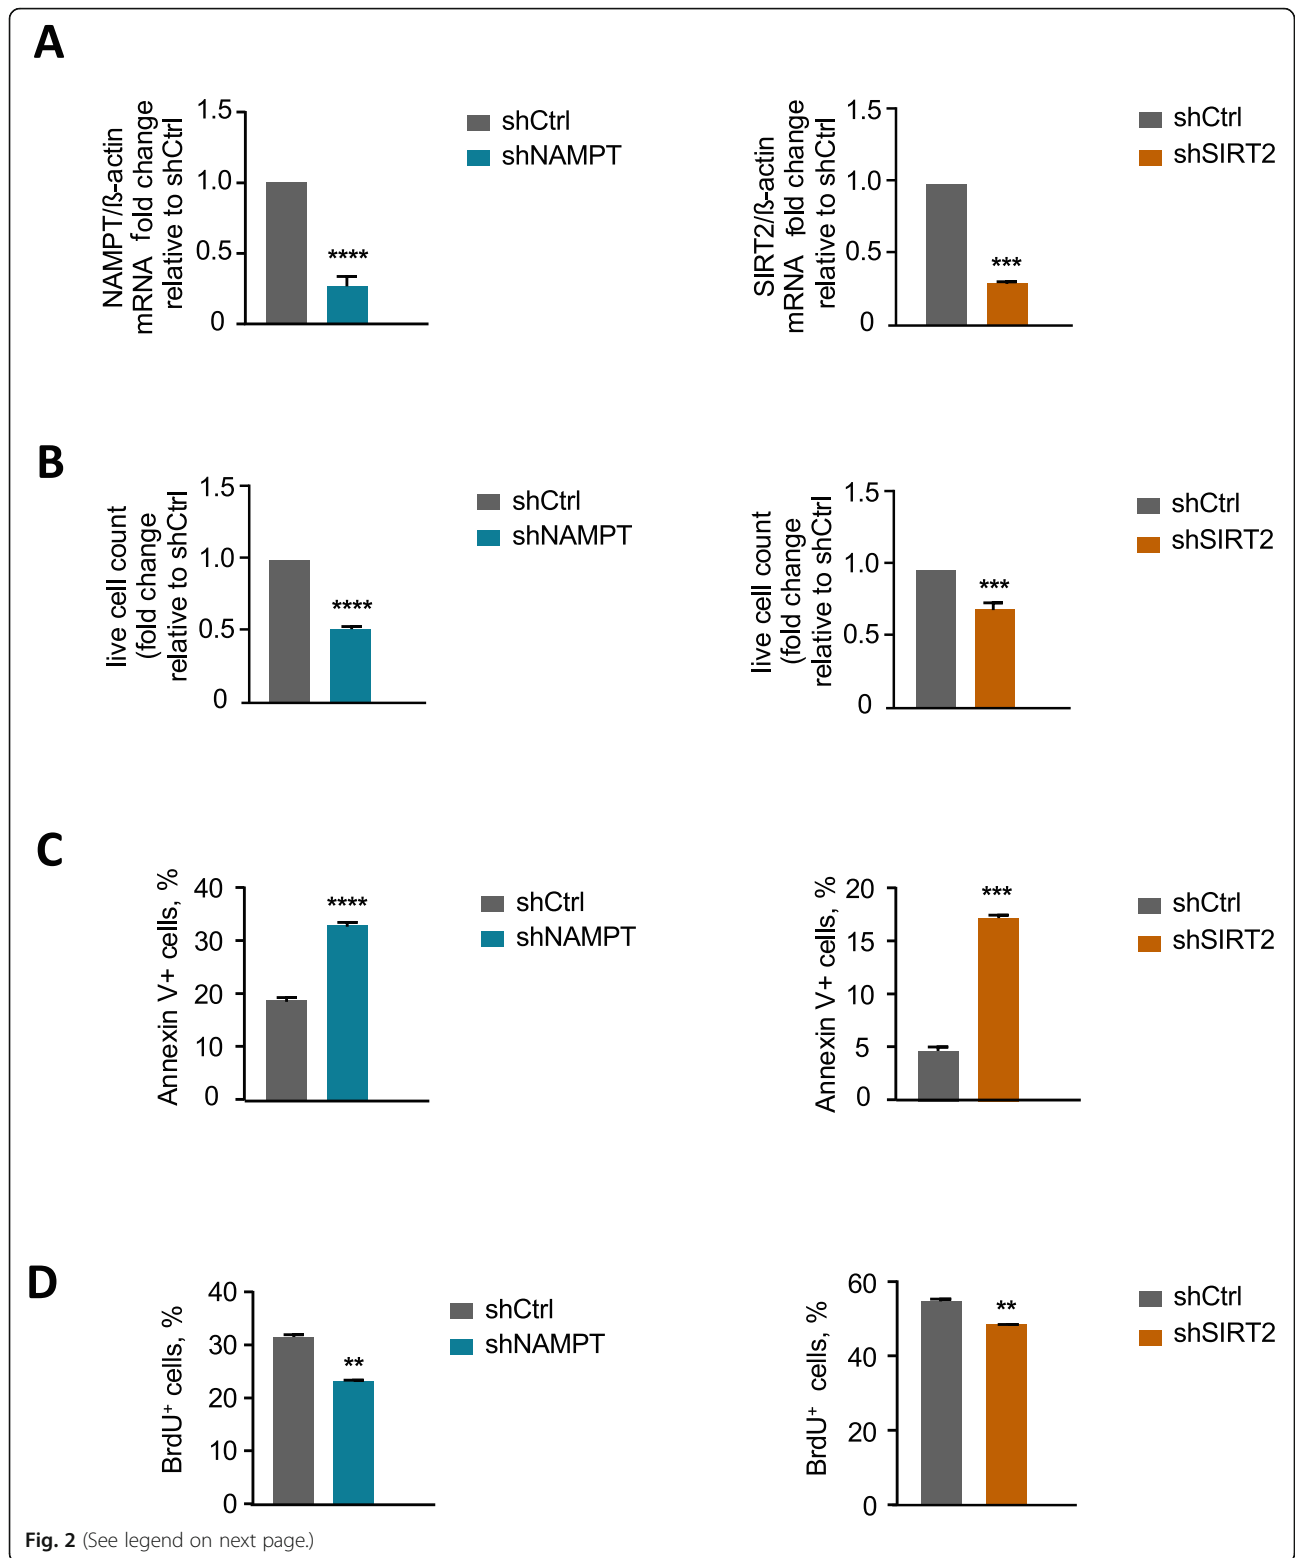 A
NAMPT/ß-actin
mRNA fold change
relative to shCtrl
1.5
1.0
0.5
0
****
shCtrl
shNAMPT
SIRT2/ß-actin
mRNA fold change
relative to shCtrl
1.5
1.0
0.5
0
***
shCtrl
shSIRT2
B
live cell count
(fold change
relative to shCtrl
1.5
1.0
0.5
0
****
shCtrl
shNAMPT
live cell count
(fold change
relative to shCtrl
1.5
1.0
0.5
0
***
shCtrl
shSIRT2
C
Annexin V+ cells, %
40
30
20
10
0
****
shCtrl
shNAMPT
Annexin V+ cells, %
20
15
10
5
0
***
shCtrl
shSIRT2
D
BrdU⁺ cells, %
40
30
20
10
0
**
shCtrl
shNAMPT
BrdU⁺ cells, %
60
40
20
0
**
shCtrl
shSIRT2
Fig. 2 (See legend on next page.)